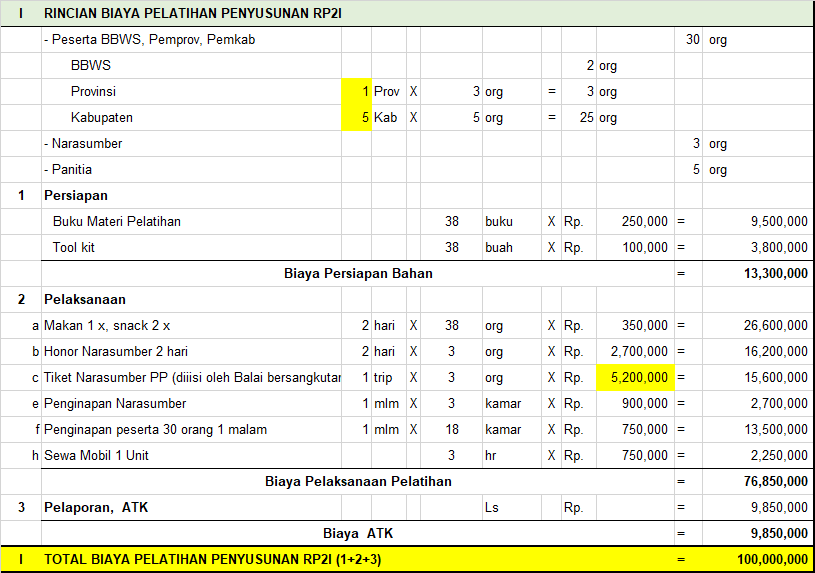 I RINCIAN BIAYA PELATIHAN PENYUSUNAN RP2I
- Peserta BBWS, Pemprov, Pemkab 30 org
BBWS 2 org
Provinsi 1 Prov X 3 org = 3 org
Kabupaten 5 Kab X 5 org = 25 org
- Narasumber 3 org
- Panitia 5 org
1 Persiapan
Buku Materi Pelatihan 38 buku X Rp. 250,000 = 9,500,000
Tool kit 38 buah X Rp. 100,000 = 3,800,000
Biaya Persiapan Bahan = 13,300,000
2 Pelaksanaan
a Makan 1 x, snack 2 x 2 hari X 38 org X Rp. 350,000 = 26,600,000
b Honor Narasumber 2 hari 2 hari X 3 org X Rp. 2,700,000 = 16,200,000
c Tiket Narasumber PP (diiisi oleh Balai bersangkutan 1 trip X 3 org X Rp. 5,200,000 = 15,600,000
e Penginapan Narasumber 1 mlm X 3 kamar X Rp. 900,000 = 2,700,000
f Penginapan peserta 30 orang 1 malam 1 mlm X 18 kamar X Rp. 750,000 = 13,500,000
h Sewa Mobil 1 Unit 3 hr X Rp. 750,000 = 2,250,000
Biaya Pelaksanaan Pelatihan = 76,850,000
3 Pelaporan, ATK Ls Rp. = 9,850,000
Biaya ATK = 9,850,000
I TOTAL BIAYA PELATIHAN PENYUSUNAN RP2I (1+2+3) = 100,000,000